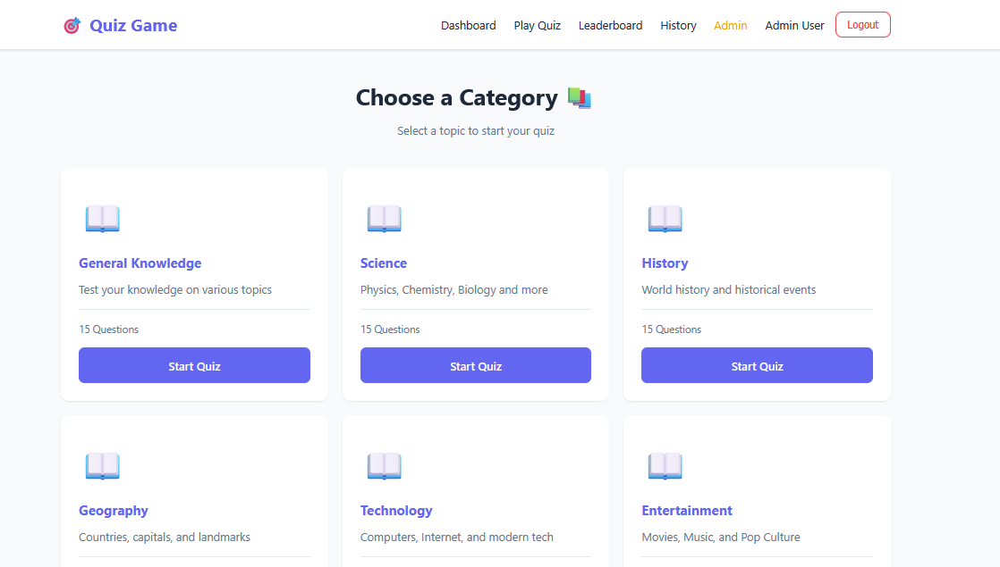 Quiz Game
Dashboard Play Quiz Leaderboard History Admin Admin User Logout
Choose a Category
Select a topic to start your quiz
General Knowledge
Test your knowledge on various topics
15 Questions
Start Quiz
Science
Physics, Chemistry, Biology and more
15 Questions
Start Quiz
History
World history and historical events
15 Questions
Start Quiz
Geography
Countries, capitals, and landmarks
Technology
Computers, Internet, and modern tech
Entertainment
Movies, Music, and Pop Culture